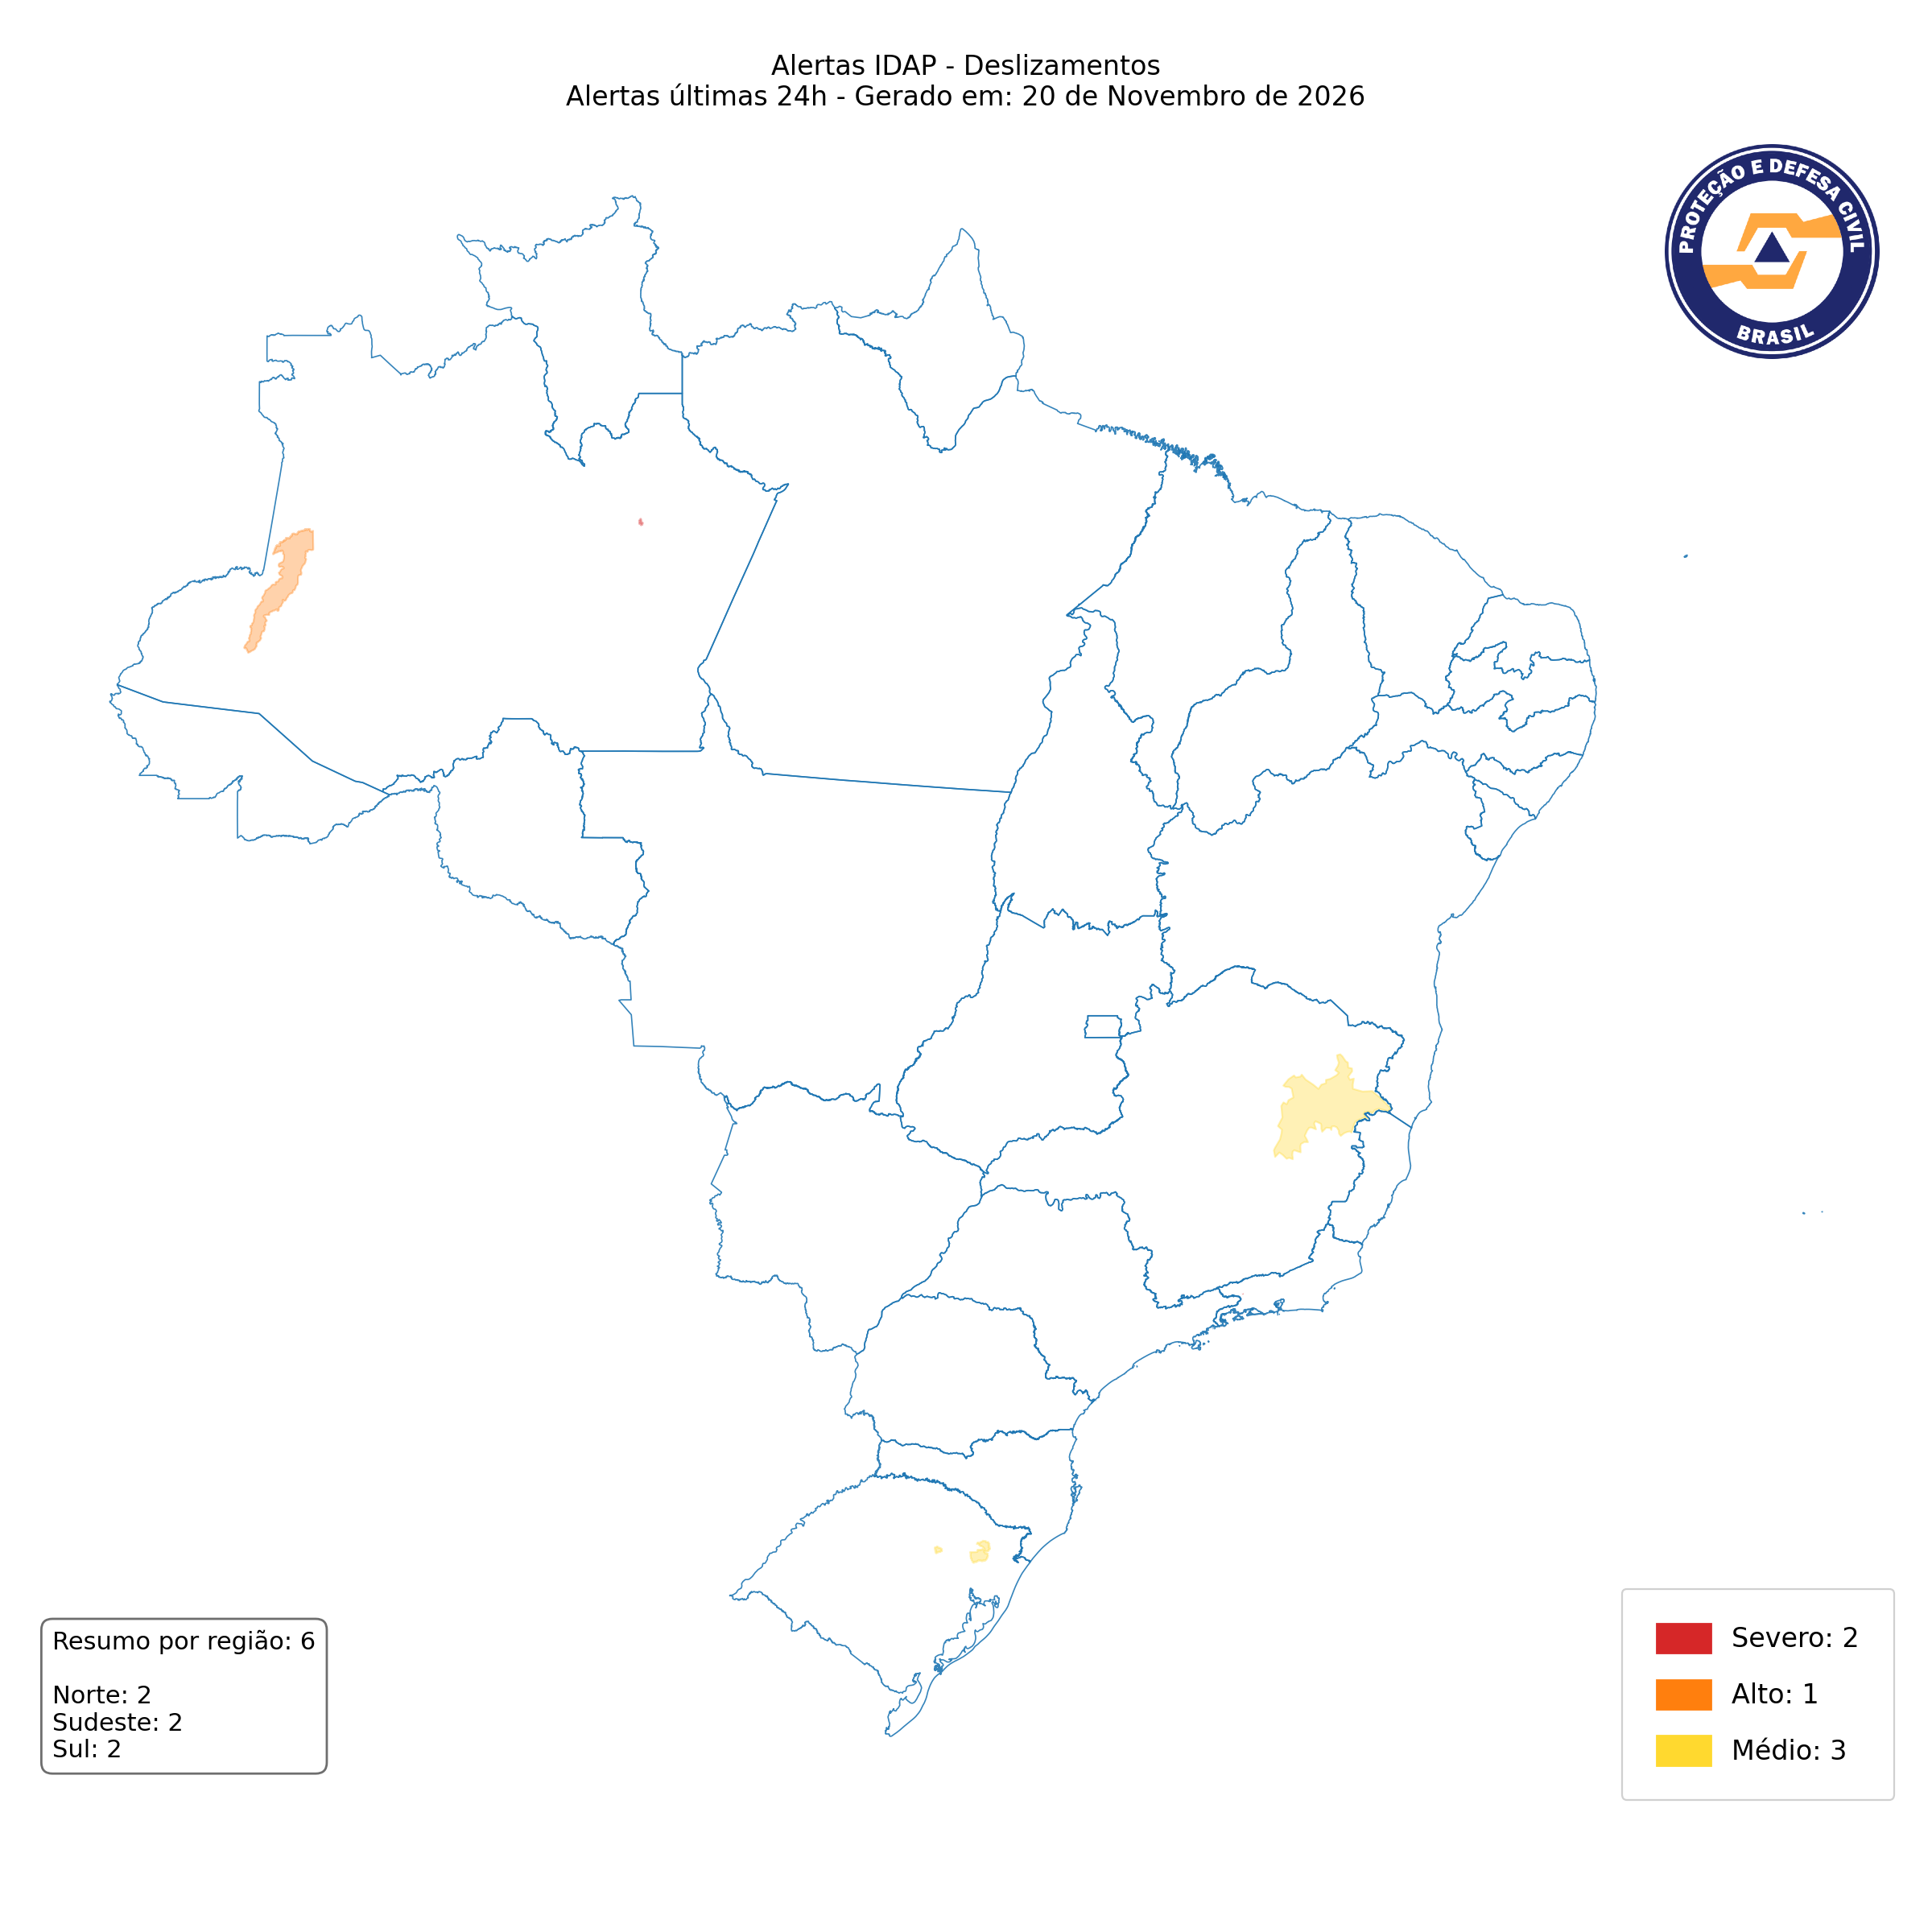 Alertas IDAP - Deslizamentos
Alertas últimas 24h - Gerado em: 20 de Novembro de 2026
PROTEÇÃO E DEFESA CIVIL
BRASIL
Resumo por região: 6
Norte: 2
Sudeste: 2
Sul: 2
Severo: 2
Alto: 1
Médio: 3